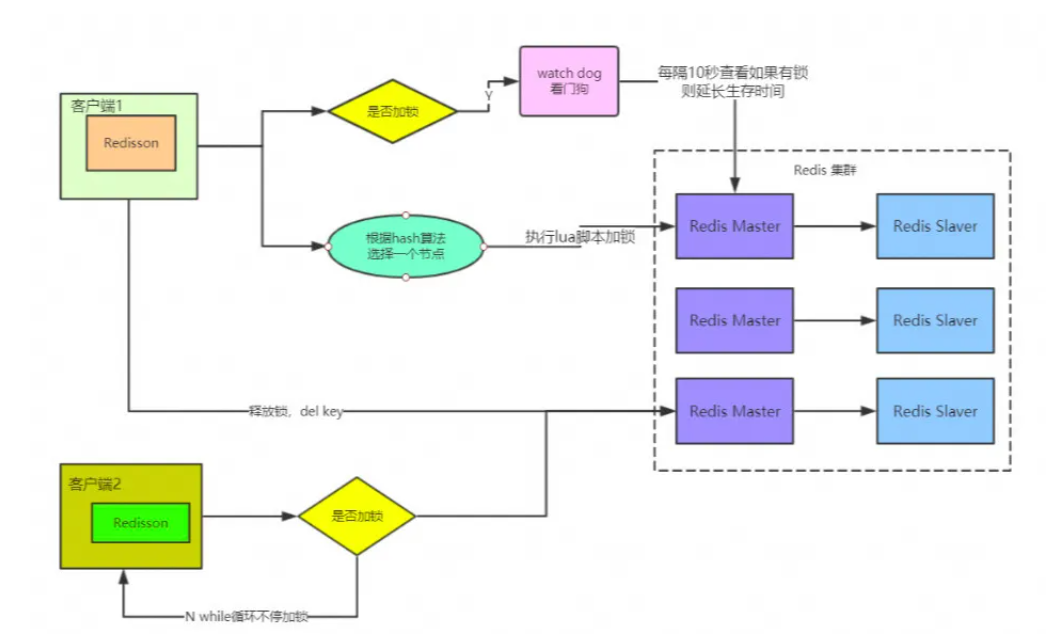 客户端1
Redisson
是否加锁
Y
watch dog
看门狗
每隔10秒查看如果有锁
则延长生存时间
Redis 集群
根据hash算法
选择一个节点
执行lua脚本加锁
Redis Master
Redis Slaver
Redis Master
Redis Slaver
释放锁，del key
Redis Master
Redis Slaver
客户端2
Redisson
是否加锁
N while循环不停加锁